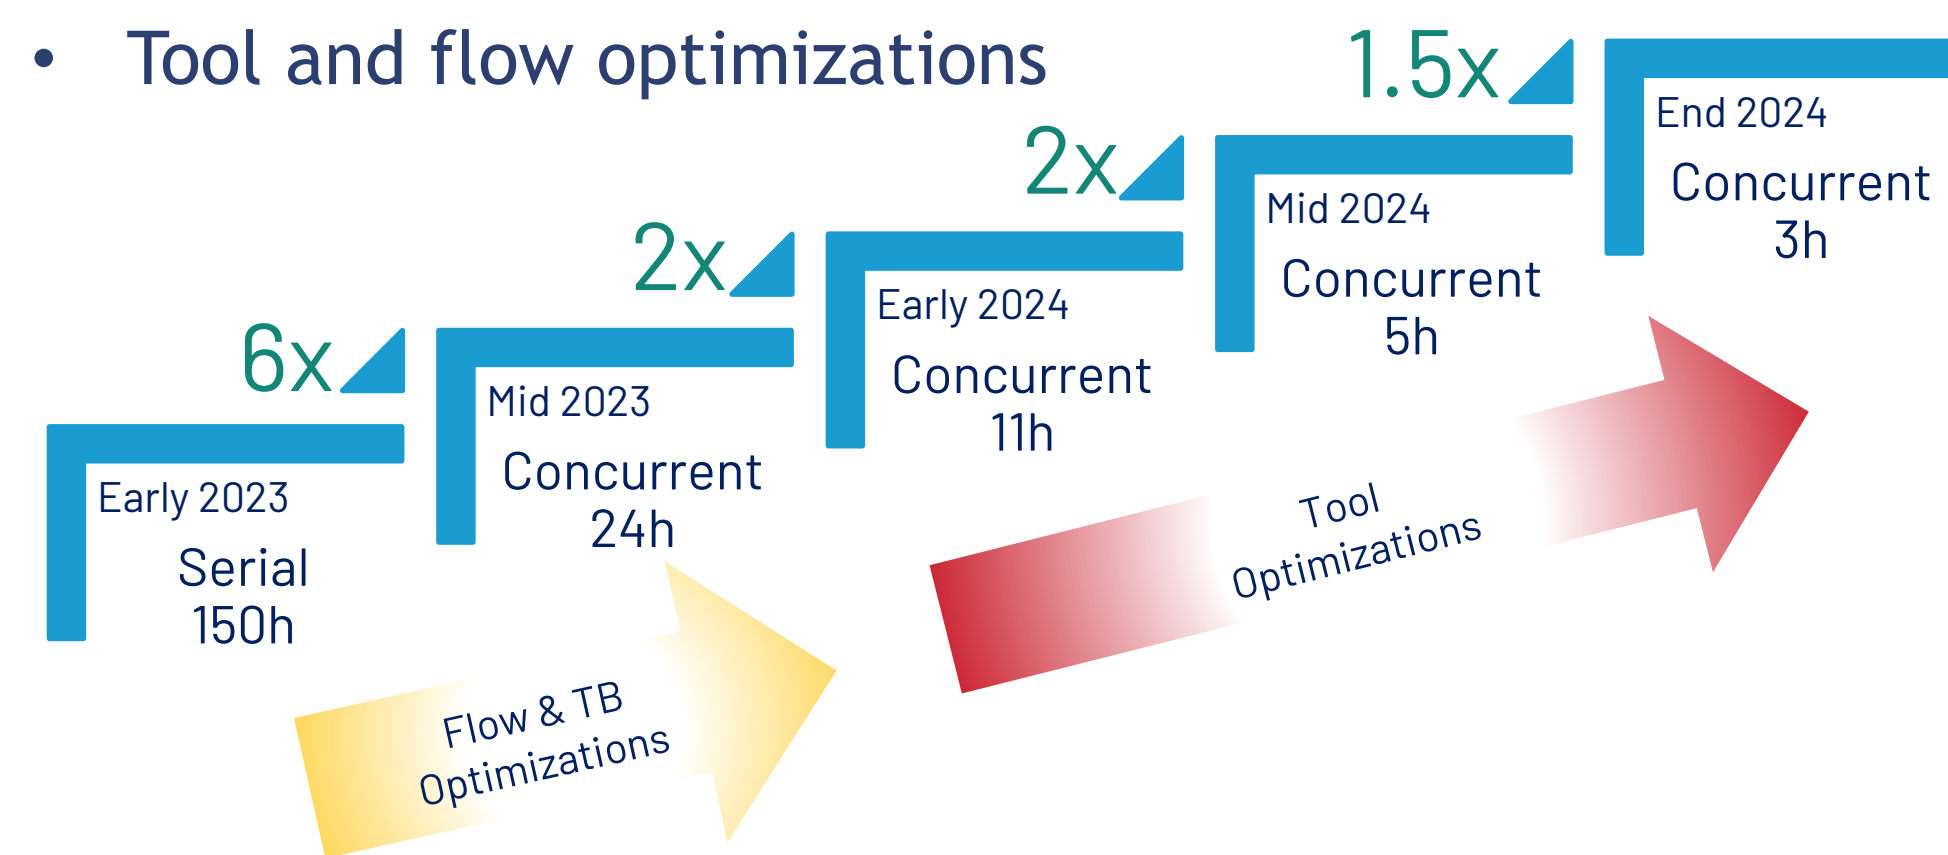 • Tool and flow optimizations
6x
2x
2x
1.5x
Early 2023
Serial
150h
Mid 2023
Concurrent
24h
Early 2024
Concurrent
11h
Mid 2024
Concurrent
5h
End 2024
Concurrent
3h
Flow & TB
Optimizations
Tool
Optimizations